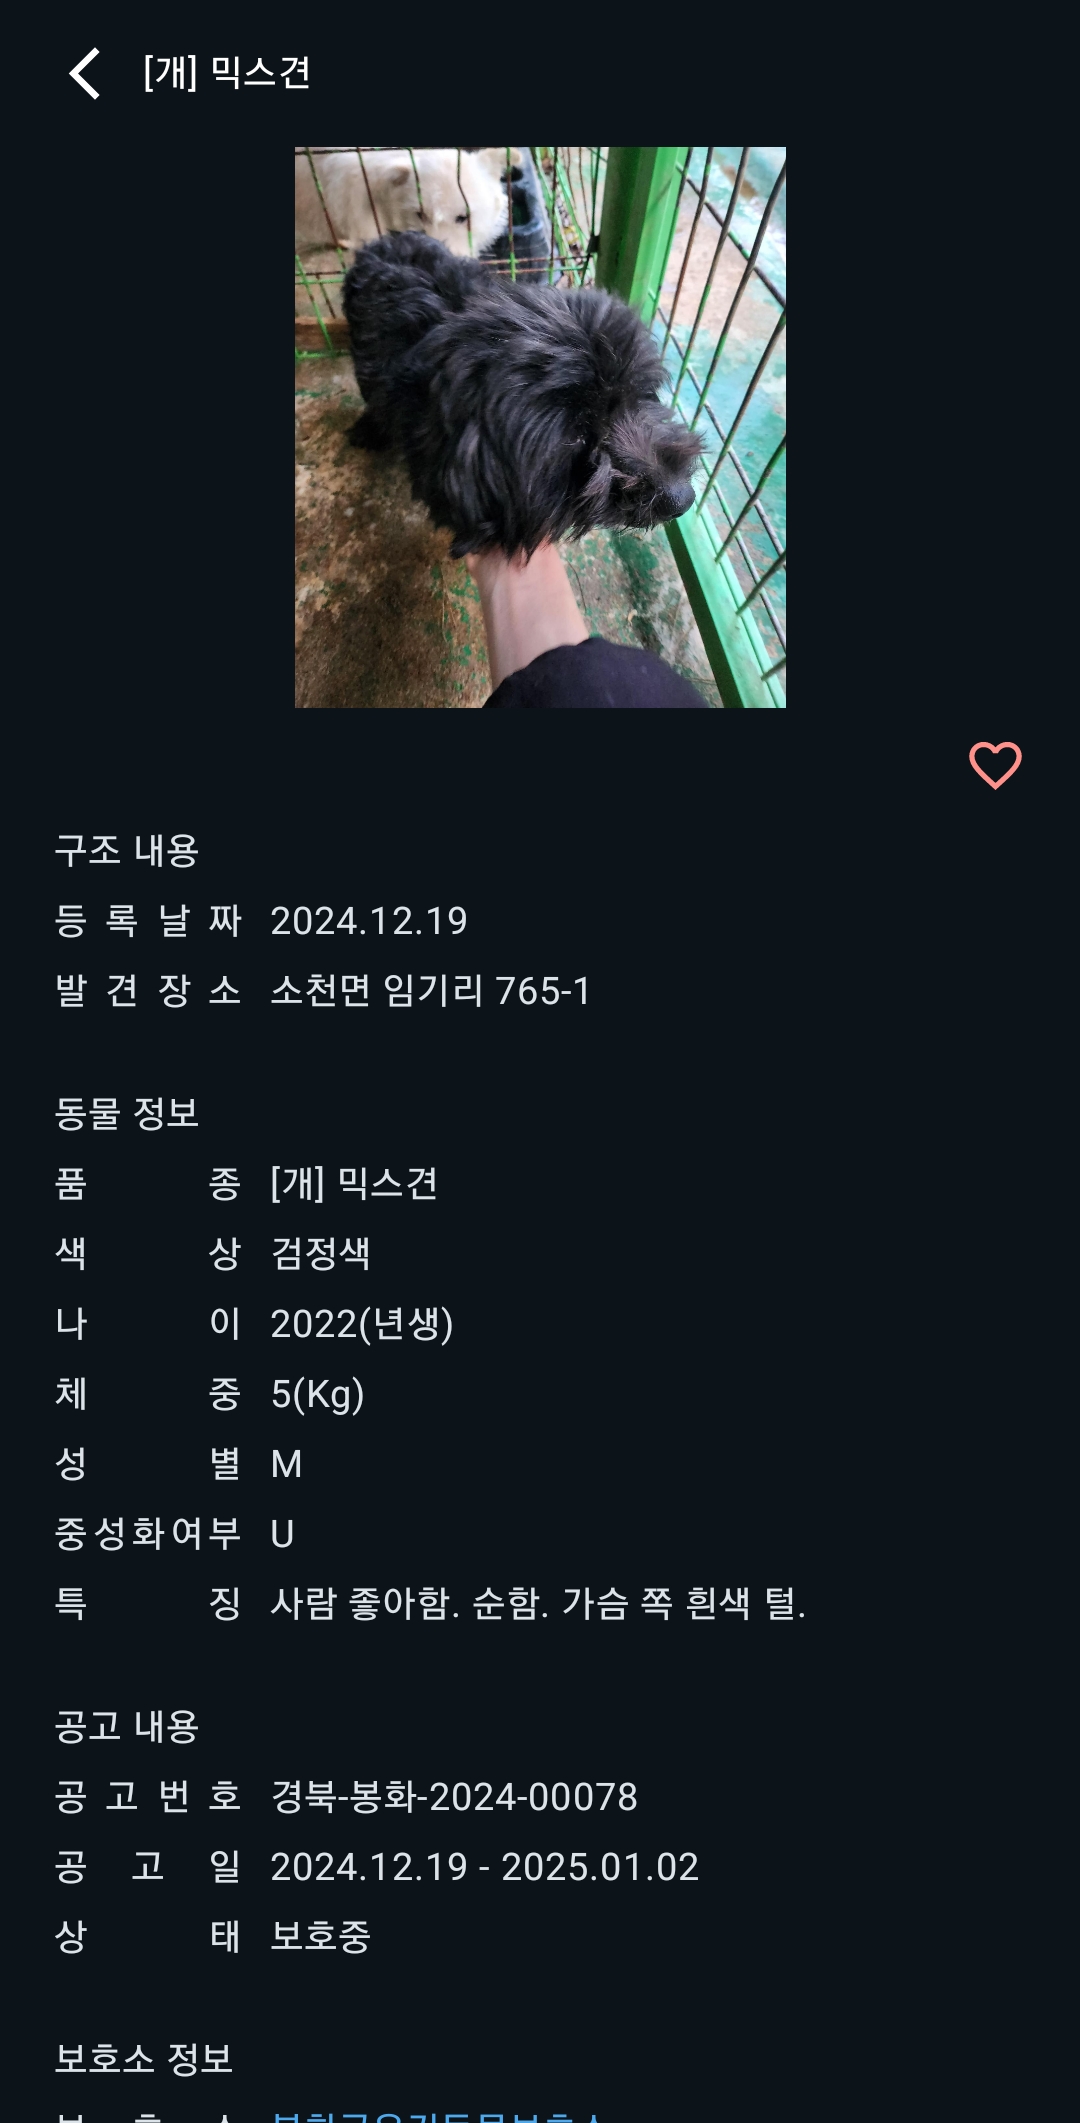 [개] 믹스견
구조 내용
등록날짜 2024.12.19
발견장소 소천면 임기리 765-1
동물 정보
품종 [개] 믹스견
색상 검정색
나이 2022(년생)
체중 5(Kg)
성별 M
중성화여부 U
특징 사람 좋아함. 순함. 가슴 쪽 흰색 털.
공고 내용
공고번호 경북-봉화-2024-00078
공고일 2024.12.19 - 2025.01.02
상태 보호중
보호소 정보